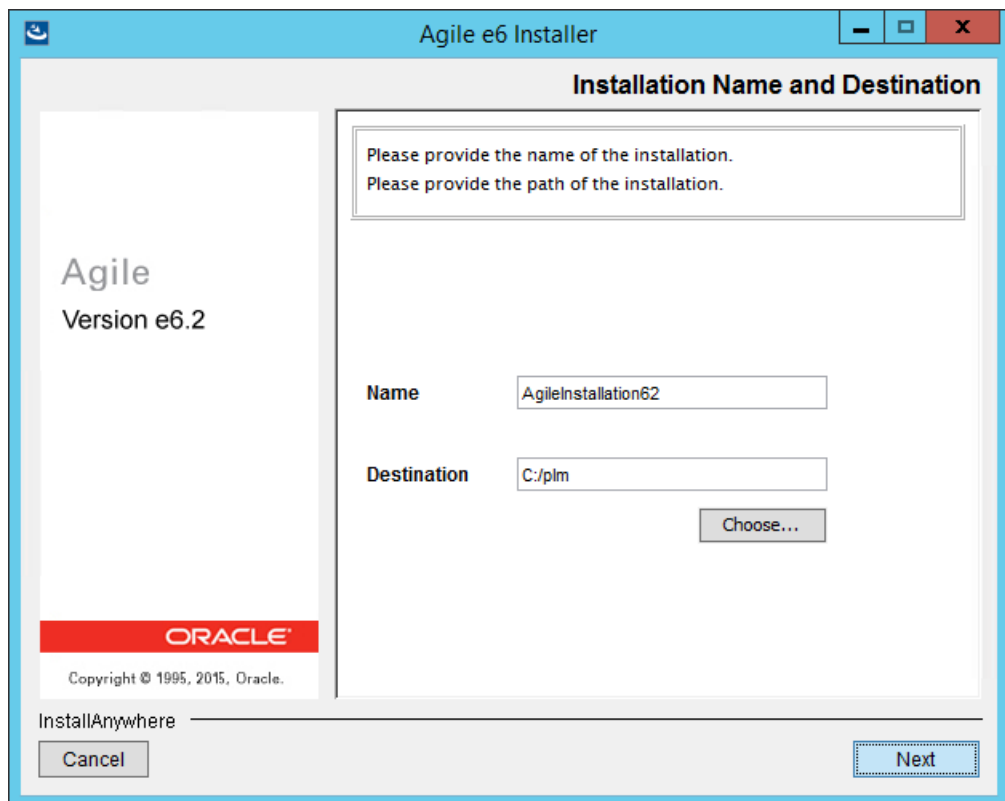 Agile e6 Installer
Installation Name and Destination
Please provide the name of the installation.
Please provide the path of the installation.
Agile
Version e6.2
Name
AgileInstallation62
Destination
C:/plm
Choose...
ORACLE
Copyright © 1995, 2015, Oracle.
InstallAnywhere
Cancel
Next